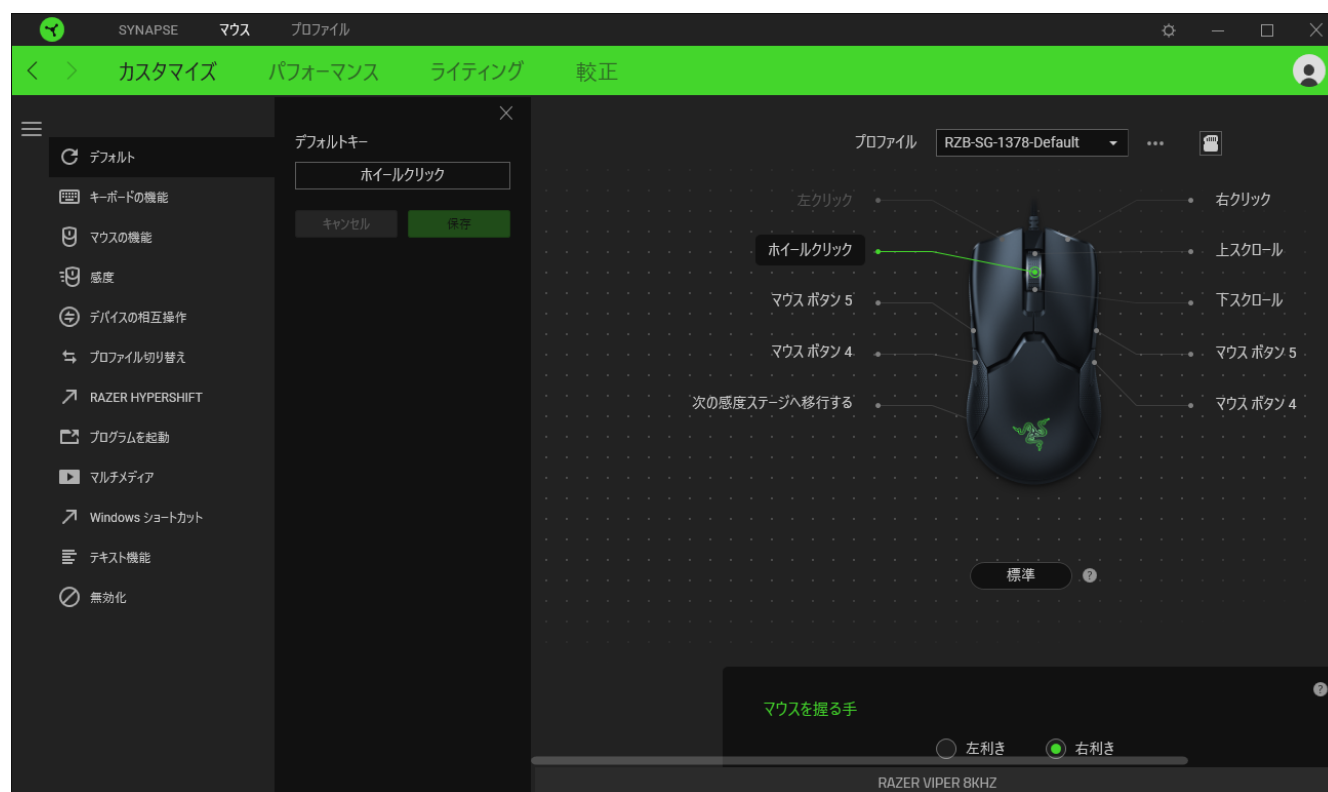 SYNAPSE マウス プロファイル
カスタマイズ パフォーマンス ライティング 較正
デフォルト
キーボードの機能
マウスの機能
感度
デバイスの相互操作
プロファイル切り替え
RAZER HYPERSHIFT
プログラムを起動
マルチメディア
Windows ショートカット
テキスト機能
無効化
デフォルトキー
ホイールクリック
キャンセル 保存
プロファイル RZB-SG-1378-Default
左クリック 右クリック
ホイールクリック 上スクロール
マウス ボタン 5 下スクロール
マウス ボタン 4 マウス ボタン 5
次の感度ステージへ移行する マウス ボタン 4
標準 ?
?
マウスを握る手
左利き 右利き
RAZER VIPER 8KHZ